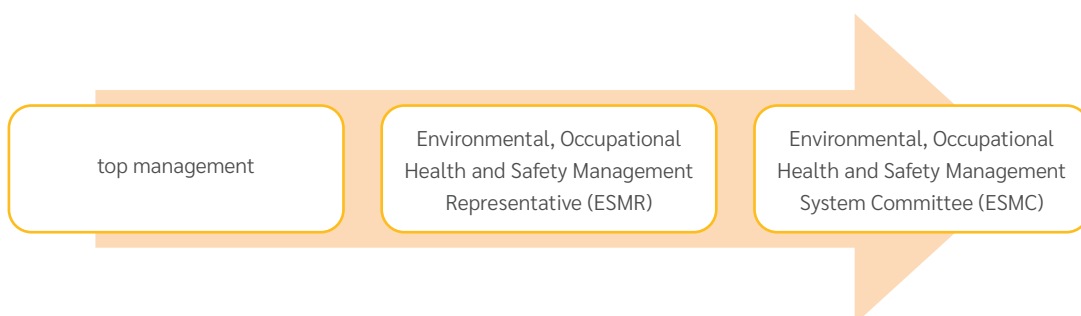 top management
Environmental, Occupational
Health and Safety Management
Representative (ESMR)
Environmental, Occupational
Health and Safety Management
System Committee (ESMC)